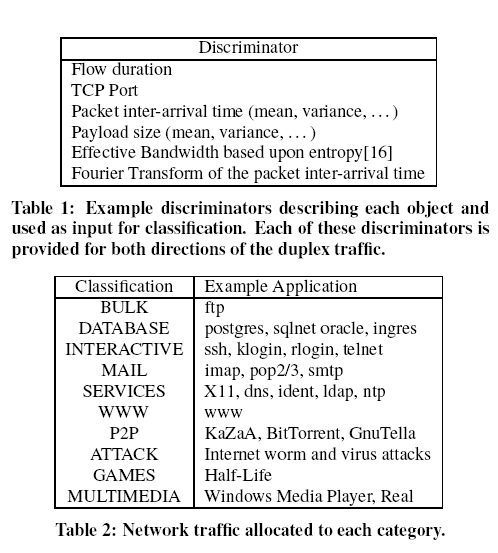 Discriminator
Flow duration
TCP Port
Packet inter-arrival time (mean, variance, . . . )
Payload size (mean, variance, . . . )
Effective Bandwidth based upon entropy[16]
Fourier Transform of the packet inter-arrival time
Table 1: Example discriminators describing each object and
used as input for classification. Each of these discriminators is
provided for both directions of the duplex traffic.
Classification Example Application
BULK ftp
DATABASE postgres, sqlnet oracle, ingres
INTERACTIVE ssh, klogin, rlogin, telnet
MAIL imap, pop2/3, smtp
SERVICES X11, dns, ident, ldap, ntp
WWW www
P2P KaZaA, BitTorrent, GnuTella
ATTACK Internet worm and virus attacks
GAMES Half-Life
MULTIMEDIA Windows Media Player, Real
Table 2: Network traffic allocated to each category.